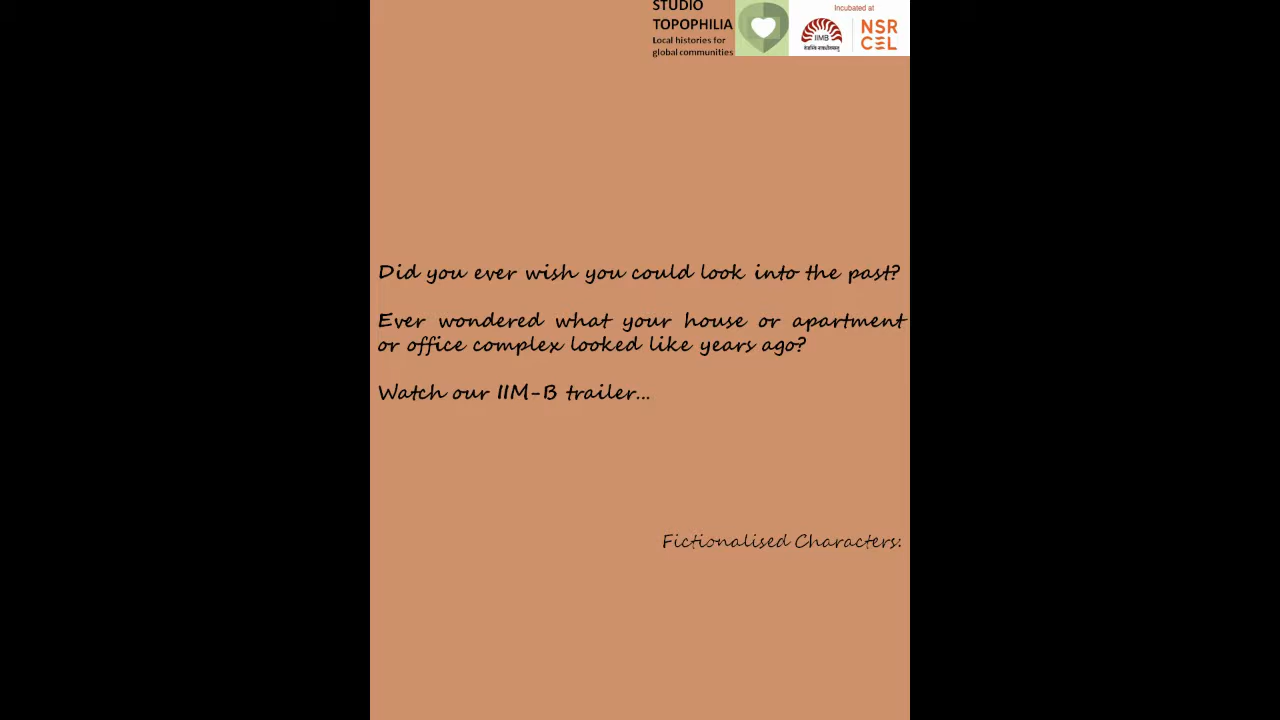 STUDIO
TOPOPHILIA
Local histories for
global communities
Incubated at
IIMB
NSR
CEL
Did you ever wish you could look into the past?
Ever wondered what your house or apartment
or office complex looked like years ago?
Watch our IIM-B trailer...
Fictionalised Characters: